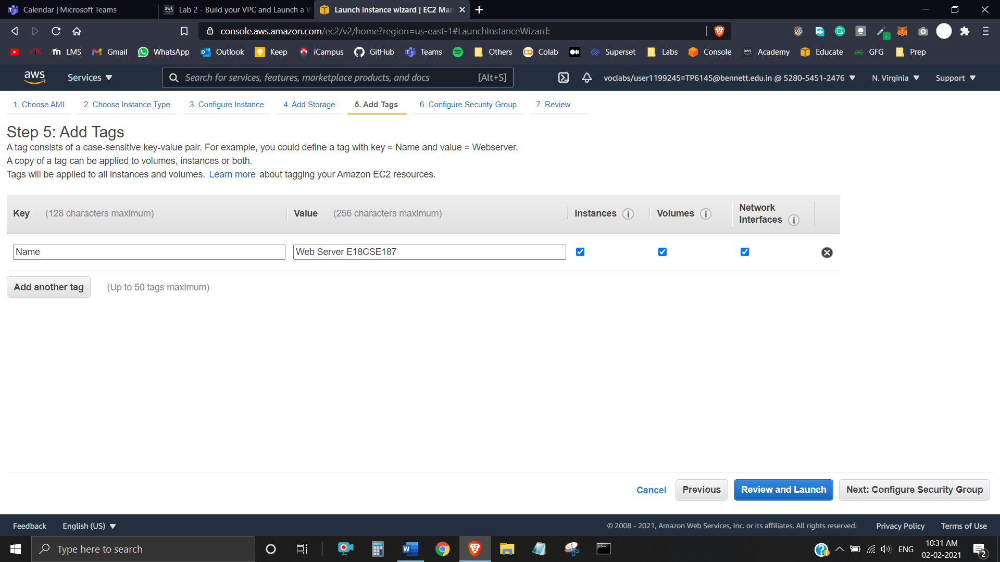 Calendar | Microsoft Teams
Lab 2 - Build your VPC and Launch a W
Launch instance wizard | EC2 Man
console.aws.amazon.com/ec2/v2/home?region=us-east-1#LaunchInstanceWizard:
LMS
Gmail
WhatsApp
Outlook
Keep
iCampus
GitHub
Teams
Others
Colab
Superset
Labs
Console
Academy
Educate
GFG
Prep
aws
Services
Search for services, features, marketplace products, and docs
[Alt+S]
voclabs/user1199245=TP6145@bennett.edu.in @ 5280-5451-2476
N. Virginia
Support
1. Choose AMI
2. Choose Instance Type
3. Configure Instance
4. Add Storage
5. Add Tags
6. Configure Security Group
7. Review
Step 5: Add Tags
A tag consists of a case-sensitive key-value pair. For example, you could define a tag with key = Name and value = Webserver.
A copy of a tag can be applied to volumes, instances or both.
Tags will be applied to all instances and volumes. Learn more about tagging your Amazon EC2 resources.
Key (128 characters maximum)
Value (256 characters maximum)
Instances
Volumes
Network
Interfaces
Name
Web Server E18CSE187
Add another tag
(Up to 50 tags maximum)
Cancel
Previous
Review and Launch
Next: Configure Security Group
Feedback
English (US)
© 2008 - 2021, Amazon Web Services, Inc. or its affiliates. All rights reserved.
Privacy Policy
Terms of Use
Type here to search
ENG
10:31 AM
02-02-2021
2